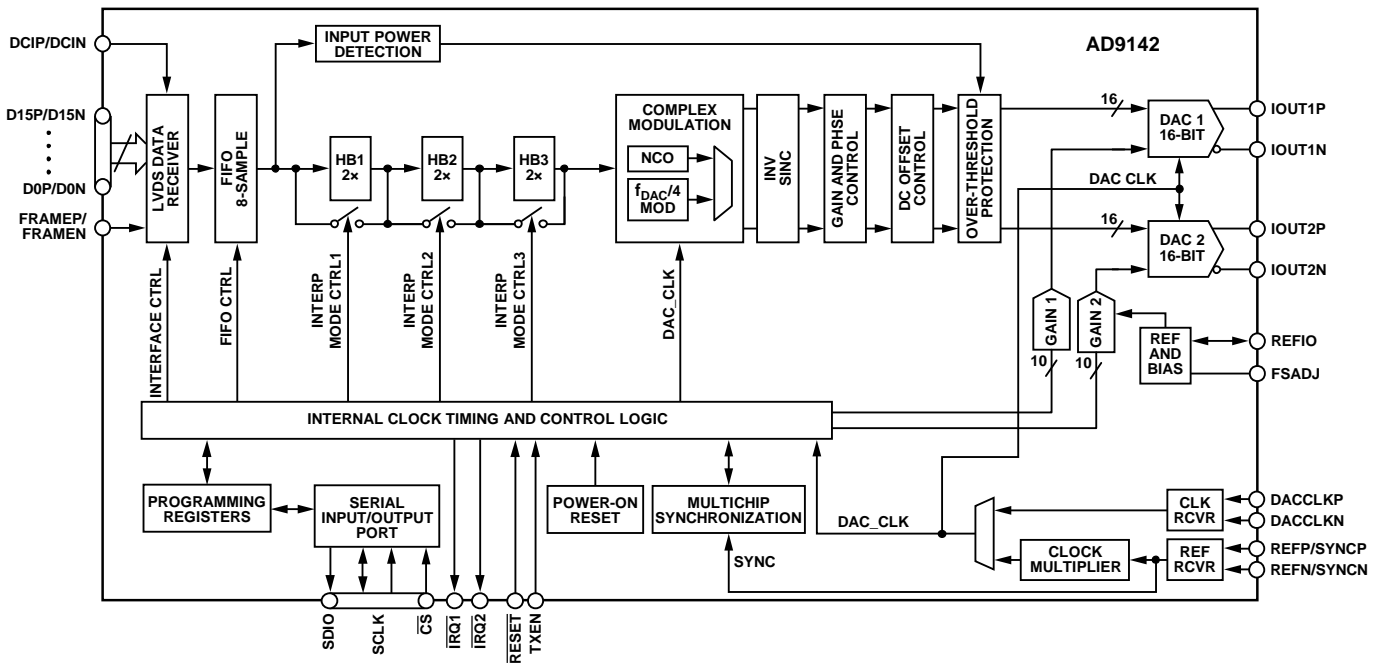 AD9142
DCIP/DCIN
D15P/D15N
D0P/D0N
FRAMEP/
FRAMEN
LVDS DATA
RECEIVER
FIFO
8-SAMPLE
INPUT POWER
DETECTION
HB1
2×
HB2
2×
HB3
2×
COMPLEX
MODULATION
NCO
fDAC/4
MOD
INV
SINC
GAIN AND PHSE
CONTROL
DC OFFSET
CONTROL
OVER-THRESHOLD
PROTECTION
16
DAC 1
16-BIT
IOUT1P
IOUT1N
DAC CLK
16
DAC 2
16-BIT
IOUT2P
IOUT2N
INTERFACE CTRL
FIFO CTRL
INTERP
MODE CTRL1
INTERP
MODE CTRL2
INTERP
MODE CTRL3
DAC_CLK
GAIN 1
10
GAIN 2
10
REF
AND
BIAS
REFIO
FSADJ
INTERNAL CLOCK TIMING AND CONTROL LOGIC
PROGRAMMING
REGISTERS
SERIAL
INPUT/OUTPUT
PORT
POWER-ON
RESET
MULTICHIP
SYNCHRONIZATION
DAC_CLK
SYNC
CLOCK
MULTIPLIER
CLK
RCVR
REF
RCVR
DACCLKP
DACCLKN
REFP/SYNCP
REFN/SYNCN
SDIO
SCLK
CS
IRQ1
IRQ2
RESET
TXEN